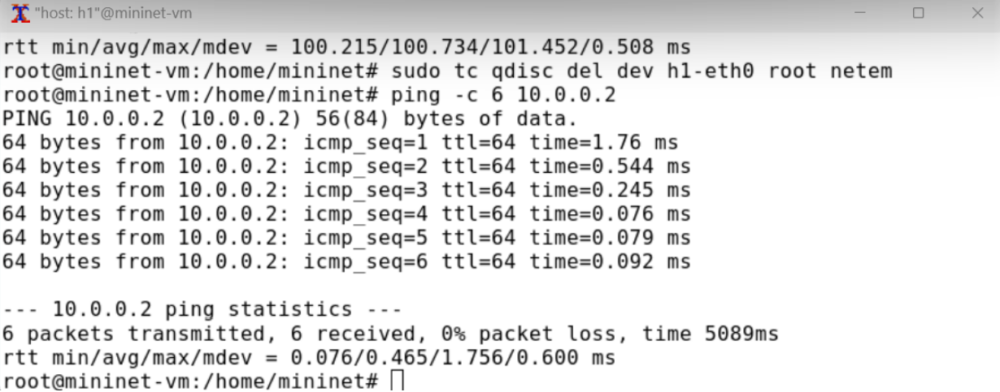 "host: h1"@mininet-vm
rtt min/avg/max/mdev = 100.215/100.734/101.452/0.508 ms
root@mininet-vm:/home/mininet# sudo tc qdisc del dev h1-eth0 root netem
root@mininet-vm:/home/mininet# ping -c 6 10.0.0.2
PING 10.0.0.2 (10.0.0.2) 56(84) bytes of data.
64 bytes from 10.0.0.2: icmp_seq=1 ttl=64 time=1.76 ms
64 bytes from 10.0.0.2: icmp_seq=2 ttl=64 time=0.544 ms
64 bytes from 10.0.0.2: icmp_seq=3 ttl=64 time=0.245 ms
64 bytes from 10.0.0.2: icmp_seq=4 ttl=64 time=0.076 ms
64 bytes from 10.0.0.2: icmp_seq=5 ttl=64 time=0.079 ms
64 bytes from 10.0.0.2: icmp_seq=6 ttl=64 time=0.092 ms
--- 10.0.0.2 ping statistics ---
6 packets transmitted, 6 received, 0% packet loss, time 5089ms
rtt min/avg/max/mdev = 0.076/0.465/1.756/0.600 ms
root@mininet-vm:/home/mininet#